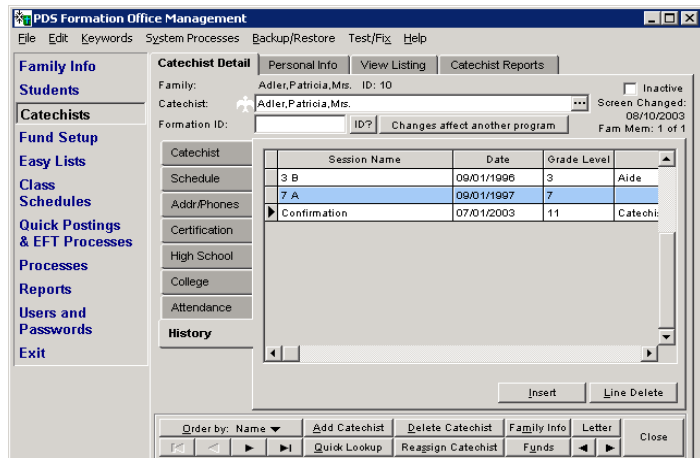 PDS Formation Office Management
File Edit Keywords System Processes Backup/Restore Test/Fix Help
Family Info
Students
Catechists
Fund Setup
Easy Lists
Class
Schedules
Quick Postings
& EFT Processes
Processes
Reports
Users and
Passwords
Exit
Catechist Detail Personal Info View Listing Catechist Reports
Family: Adler,Patricia,Mrs. ID: 10
Inactive
Catechist: Adler,Patricia,Mrs. ...
Screen Changed:
08/10/2003
Formation ID: ID? Changes affect another program
Fam Mem: 1 of 1
Catechist
Schedule
Addr/Phones
Certification
High School
College
Attendance
History
Session Name Date Grade Level
3 B 09/01/1996 3 Aide
7 A 09/01/1997 7
Confirmation 07/01/2003 11 Catechis
Insert Line Delete
Order by: Name Add Catechist Delete Catechist Family Info Letter
Close
Quick Lookup Reassign Catechist Funds